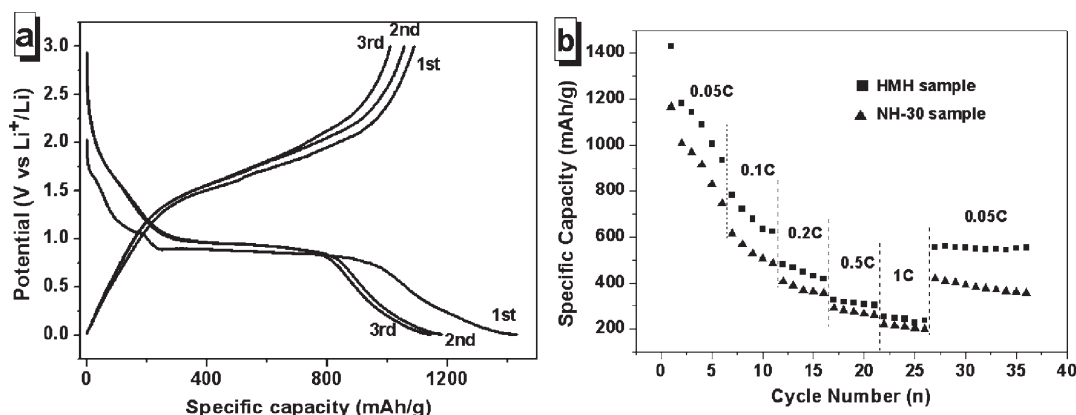 a
3.0
2.5
2.0
1.5
1.0
0.5
0.0
Potential (V vs Li⁺/Li)
3rd
2nd
1st
3rd
2nd
1st
0
400
800
1200
Specific capacity (mAh/g)
b
1400
1200
1000
800
600
400
200
Specific Capacity (mAh/g)
HMH sample
NH-30 sample
0.05C
0.1C
0.2C
0.5C
1C
0.05C
0
5
10
15
20
25
30
35
40
Cycle Number (n)